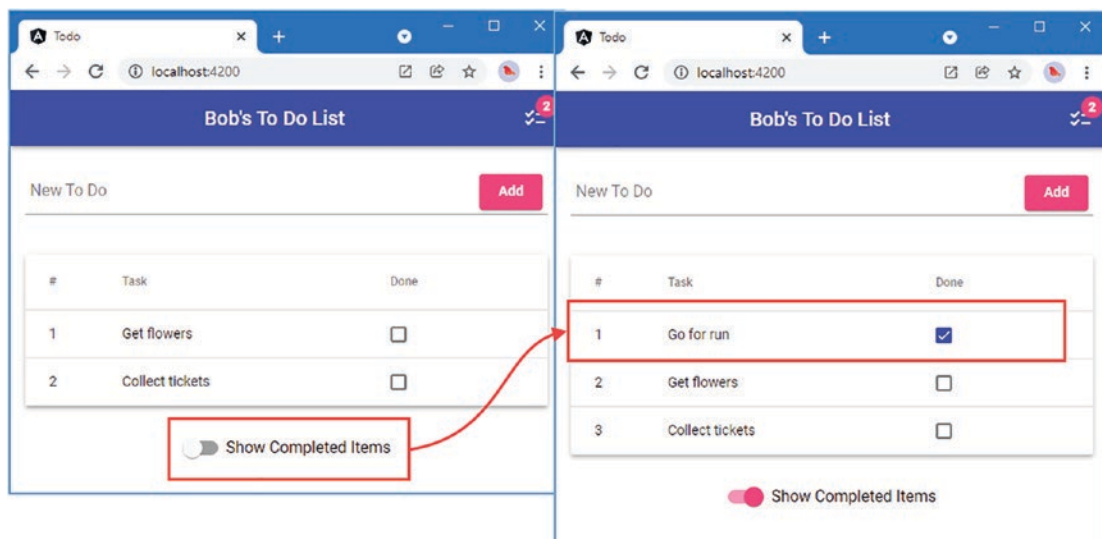 Todo
localhost:4200
Bob's To Do List
2
New To Do
Add
# Task Done
1 Get flowers
2 Collect tickets
Show Completed Items
Todo
localhost:4200
Bob's To Do List
2
New To Do
Add
# Task Done
1 Go for run
2 Get flowers
3 Collect tickets
Show Completed Items